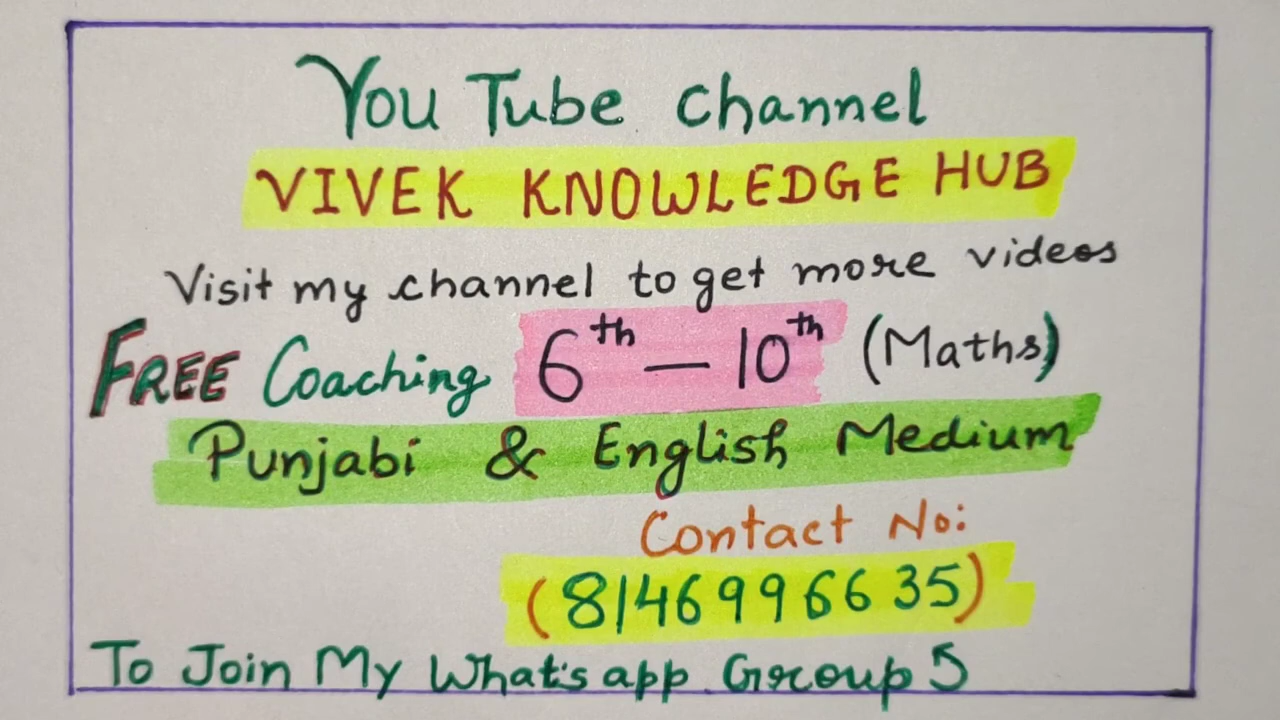 You Tube channel
VIVEK KNOWLEDGE HUB
Visit my channel to get more videos
FREE Coaching 6th – 10th (Maths)
Punjabi & English Medium
Contact No:
(8146996635)
To Join My What's app Group 5